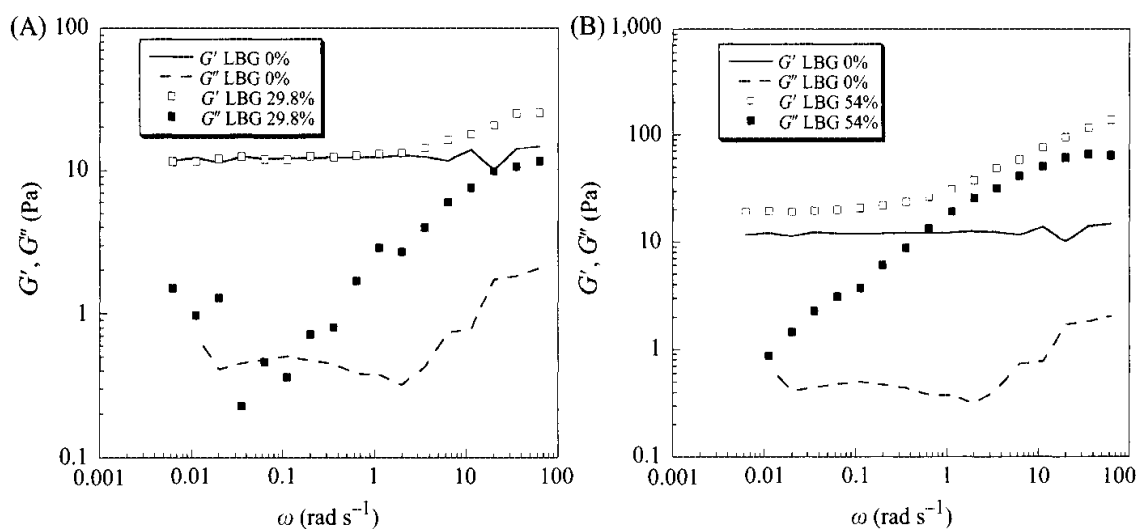 (A)
100
10
1
0.1
G′, G″ (Pa)
G′ LBG 0%
G″ LBG 0%
G′ LBG 29.8%
G″ LBG 29.8%
0.001 0.01 0.1 1 10 100
ω (rad s⁻¹)
(B)
1,000
100
10
1
0.1
G′, G″ (Pa)
G′ LBG 0%
G″ LBG 0%
G′ LBG 54%
G″ LBG 54%
0.001 0.01 0.1 1 10 100
ω (rad s⁻¹)